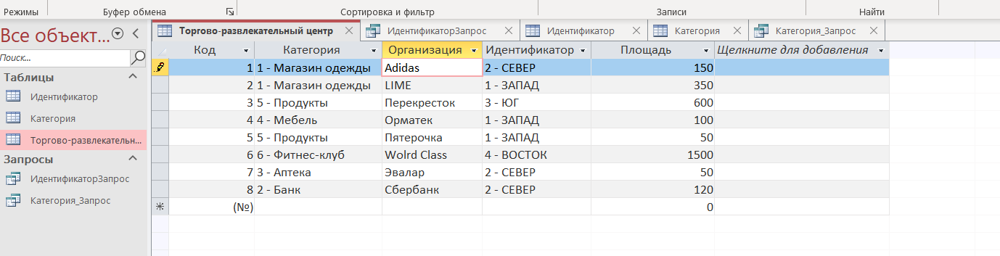 Режимы Буфер обмена Сортировка и фильтр Записи Найти
Все объект...
Поиск...
Таблицы
Идентификатор
Категория
Торгово-развлекательн...
Запросы
ИдентификаторЗапрос
Категория_Запрос
Торгово-развлекательный центр ИдентификаторЗапрос Идентификатор Категория Категория_Запрос
Код Категория Организация Идентификатор Площадь Щелкните для добавления
1 1 - Магазин одежды Adidas 2 - СЕВЕР 150
2 1 - Магазин одежды LIME 1 - ЗАПАД 350
3 5 - Продукты Перекресток 3 - ЮГ 600
4 4 - Мебель Орматек 1 - ЗАПАД 100
5 5 - Продукты Пятерочка 1 - ЗАПАД 50
6 6 - Фитнес-клуб Wolrd Class 4 - ВОСТОК 1500
7 3 - Аптека Эвалар 2 - СЕВЕР 50
8 2 - Банк Сбербанк 2 - СЕВЕР 120
(№) 0